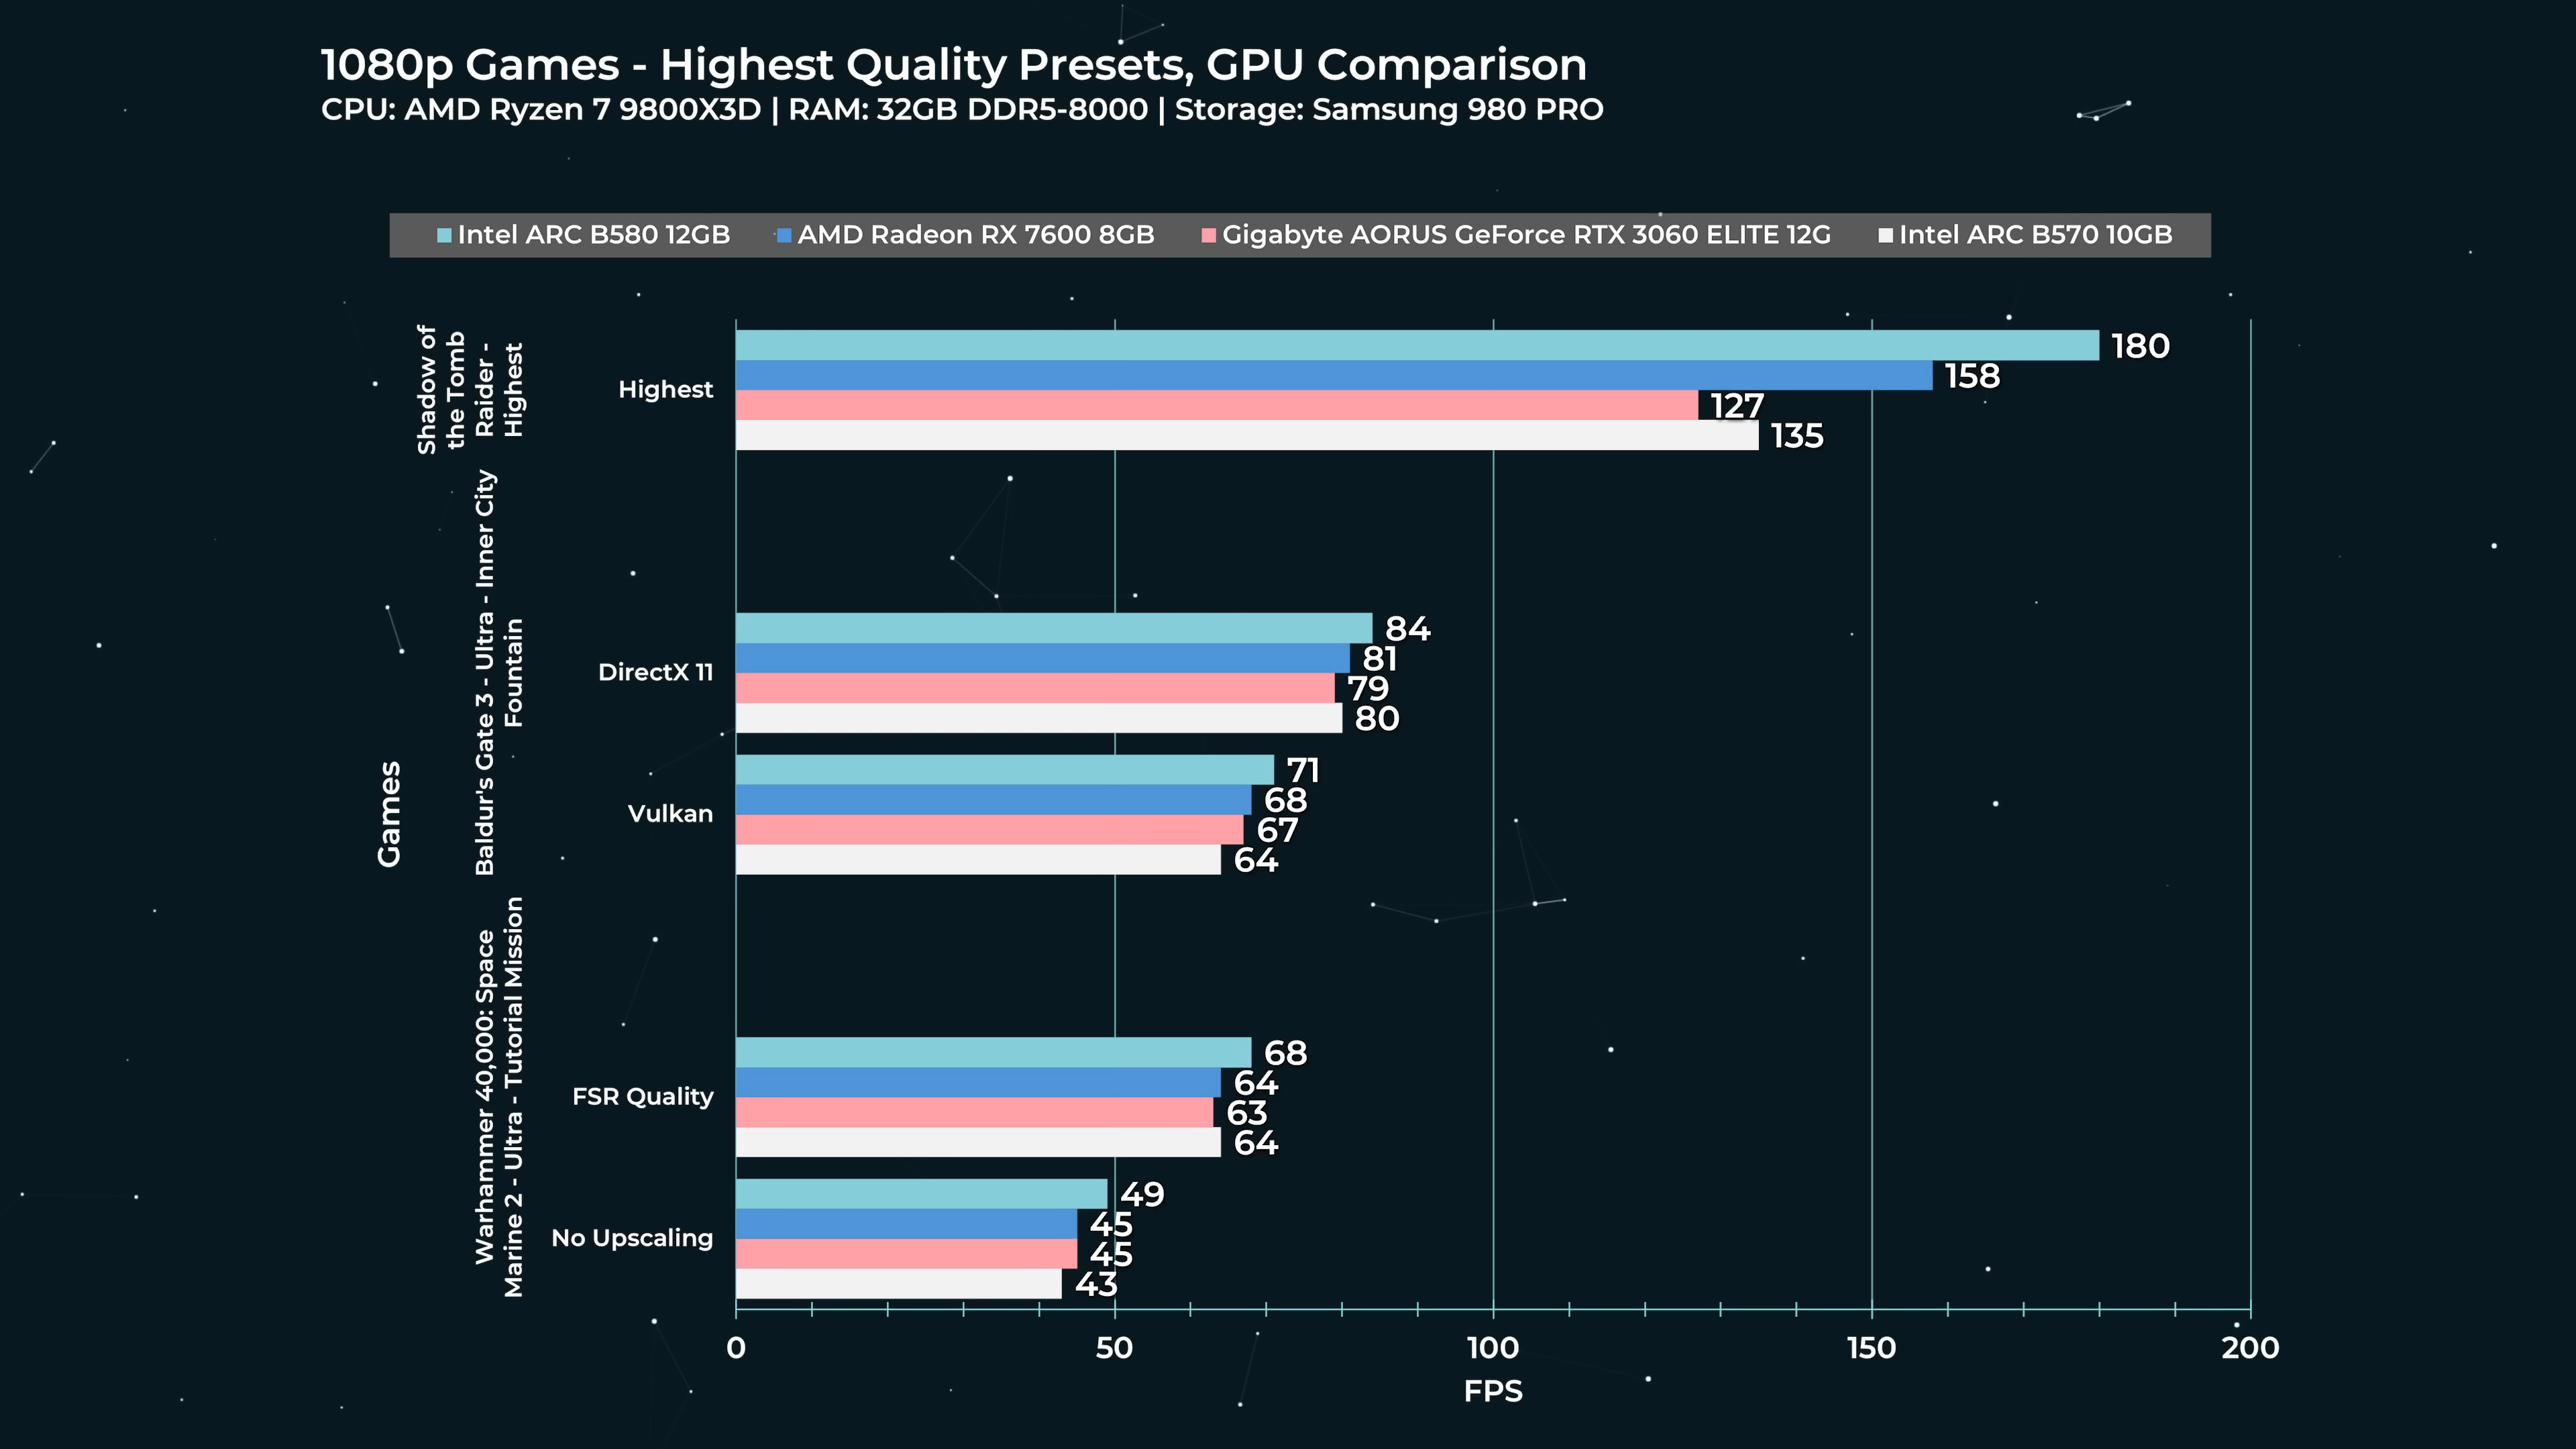 1080p Games - Highest Quality Presets, GPU Comparison
CPU: AMD Ryzen 7 9800X3D | RAM: 32GB DDR5-8000 | Storage: Samsung 980 PRO
Intel ARC B580 12GB
AMD Radeon RX 7600 8GB
Gigabyte AORUS GeForce RTX 3060 ELITE 12G
Intel ARC B570 10GB
Games
Shadow of
the Tomb
Raider -
Highest
Highest
180
158
127
135
Baldur's Gate 3 - Ultra - Inner City
Fountain
DirectX 11
84
81
79
80
Vulkan
71
68
67
64
Warhammer 40,000: Space
Marine 2 - Ultra - Tutorial Mission
FSR Quality
68
64
63
64
No Upscaling
49
45
45
43
0
50
100
150
200
FPS